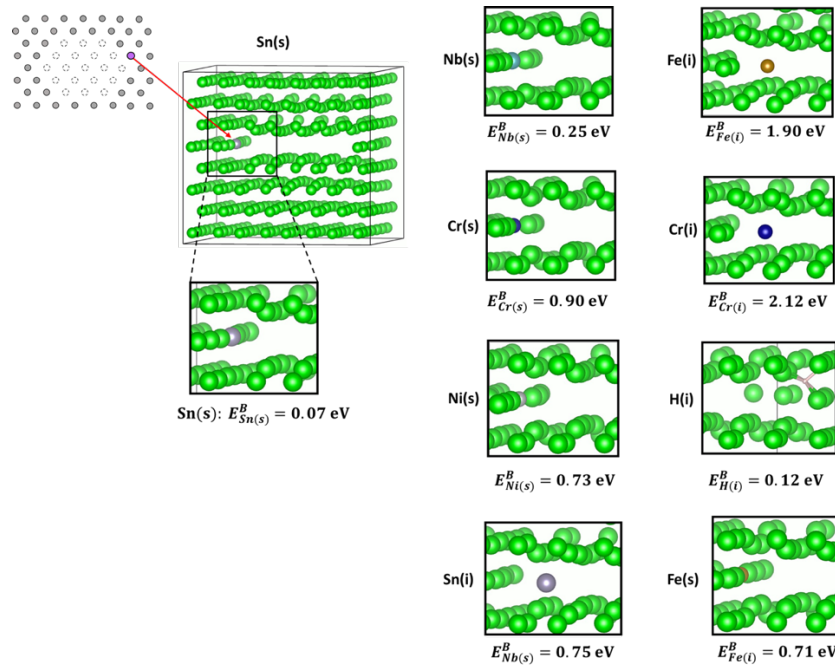 Sn(s)
Sn(s): E^B_Sn(s) = 0.07 eV
Nb(s)
E^B_Nb(s) = 0.25 eV
Fe(i)
E^B_Fe(i) = 1.90 eV
Cr(s)
E^B_Cr(s) = 0.90 eV
Cr(i)
E^B_Cr(i) = 2.12 eV
Ni(s)
E^B_Ni(s) = 0.73 eV
H(i)
E^B_H(i) = 0.12 eV
Sn(i)
E^B_Nb(s) = 0.75 eV
Fe(s)
E^B_Fe(i) = 0.71 eV